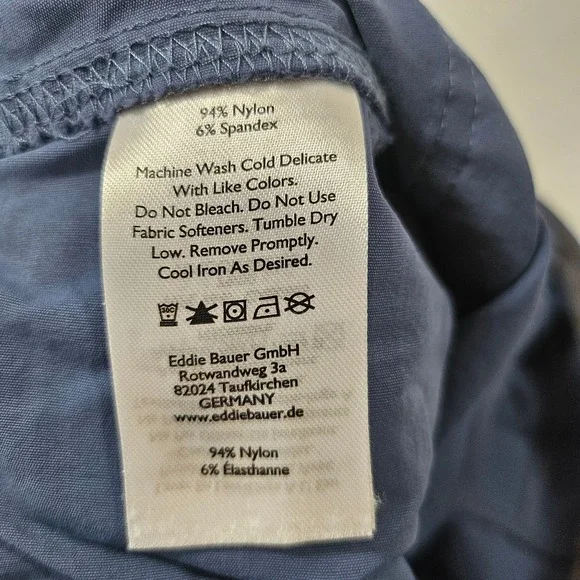 94% Nylon
6% Spandex
Machine Wash Cold Delicate
With Like Colors.
Do Not Bleach. Do Not Use
Fabric Softeners. Tumble Dry
Low. Remove Promptly.
Cool Iron As Desired.
Eddie Bauer GmbH
Rotwandweg 3a
82024 Taufkirchen
GERMANY
www.eddiebauer.de
94% Nylon
6% Élasthanne